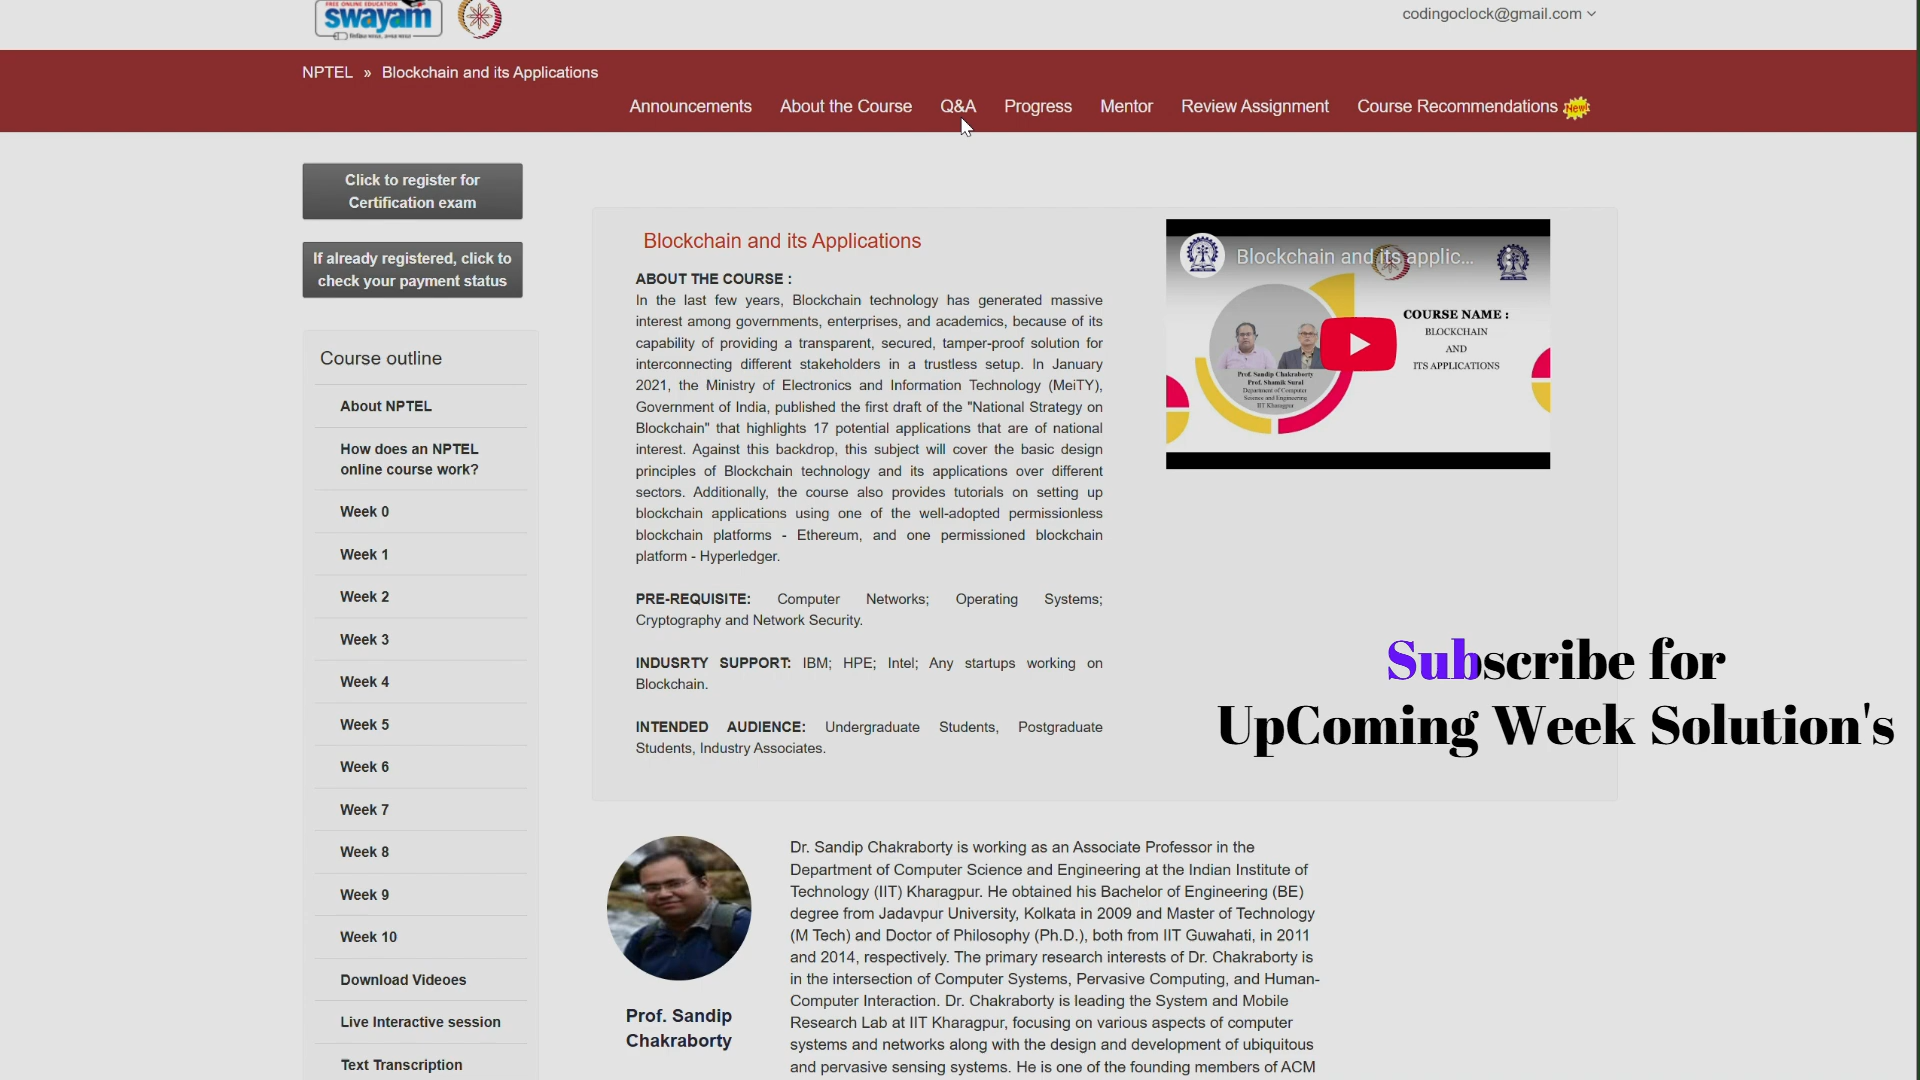 FREE ONLINE EDUCATION
swayam
codingoclock@gmail.com
NPTEL » Blockchain and its Applications
Announcements About the Course Q&A Progress Mentor Review Assignment Course Recommendations New!
Click to register for
Certification exam
If already registered, click to
check your payment status
Course outline
About NPTEL
How does an NPTEL
online course work?
Week 0
Week 1
Week 2
Week 3
Week 4
Week 5
Week 6
Week 7
Week 8
Week 9
Week 10
Download Videoes
Live Interactive session
Text Transcription
Blockchain and its Applications
ABOUT THE COURSE :
In the last few years, Blockchain technology has generated massive
interest among governments, enterprises, and academics, because of its
capability of providing a transparent, secured, tamper-proof solution for
interconnecting different stakeholders in a trustless setup. In January
2021, the Ministry of Electronics and Information Technology (MeiTY),
Government of India, published the first draft of the "National Strategy on
Blockchain" that highlights 17 potential applications that are of national
interest. Against this backdrop, this subject will cover the basic design
principles of Blockchain technology and its applications over different
sectors. Additionally, the course also provides tutorials on setting up
blockchain applications using one of the well-adopted permissionless
blockchain platforms - Ethereum, and one permissioned blockchain
platform - Hyperledger.
PRE-REQUISITE: Computer Networks; Operating Systems;
Cryptography and Network Security.
INDUSRTY SUPPORT: IBM; HPE; Intel; Any startups working on
Blockchain.
INTENDED AUDIENCE: Undergraduate Students, Postgraduate
Students, Industry Associates.
Blockchain and its applic...
COURSE NAME :
BLOCKCHAIN
AND
ITS APPLICATIONS
Prof. Sandip Chakraborty
Prof. Shamik Sural
Department of Computer
Science and Engineering
IIT Kharagpur
Subscribe for
UpComing Week Solution's
Prof. Sandip
Chakraborty
Dr. Sandip Chakraborty is working as an Associate Professor in the
Department of Computer Science and Engineering at the Indian Institute of
Technology (IIT) Kharagpur. He obtained his Bachelor of Engineering (BE)
degree from Jadavpur University, Kolkata in 2009 and Master of Technology
(M Tech) and Doctor of Philosophy (Ph.D.), both from IIT Guwahati, in 2011
and 2014, respectively. The primary research interests of Dr. Chakraborty is
in the intersection of Computer Systems, Pervasive Computing, and Human-
Computer Interaction. Dr. Chakraborty is leading the System and Mobile
Research Lab at IIT Kharagpur, focusing on various aspects of computer
systems and networks along with the design and development of ubiquitous
and pervasive sensing systems. He is one of the founding members of ACM